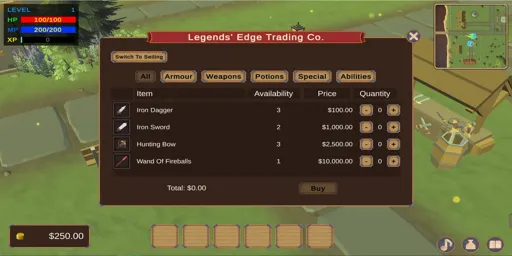 LEVEL 1
HP 100/100
MP 200/200
XP 0
Legends' Edge Trading Co.
Switch To Selling
All Armour Weapons Potions Special Abilities
Item Availability Price Quantity
Iron Dagger 3 $100.00 - 0 +
Iron Sword 2 $1,000.00 - 0 +
Hunting Bow 3 $2,500.00 - 0 +
Wand Of Fireballs 1 $10,000.00 - 0 +
Total: $0.00 Buy
$250.00